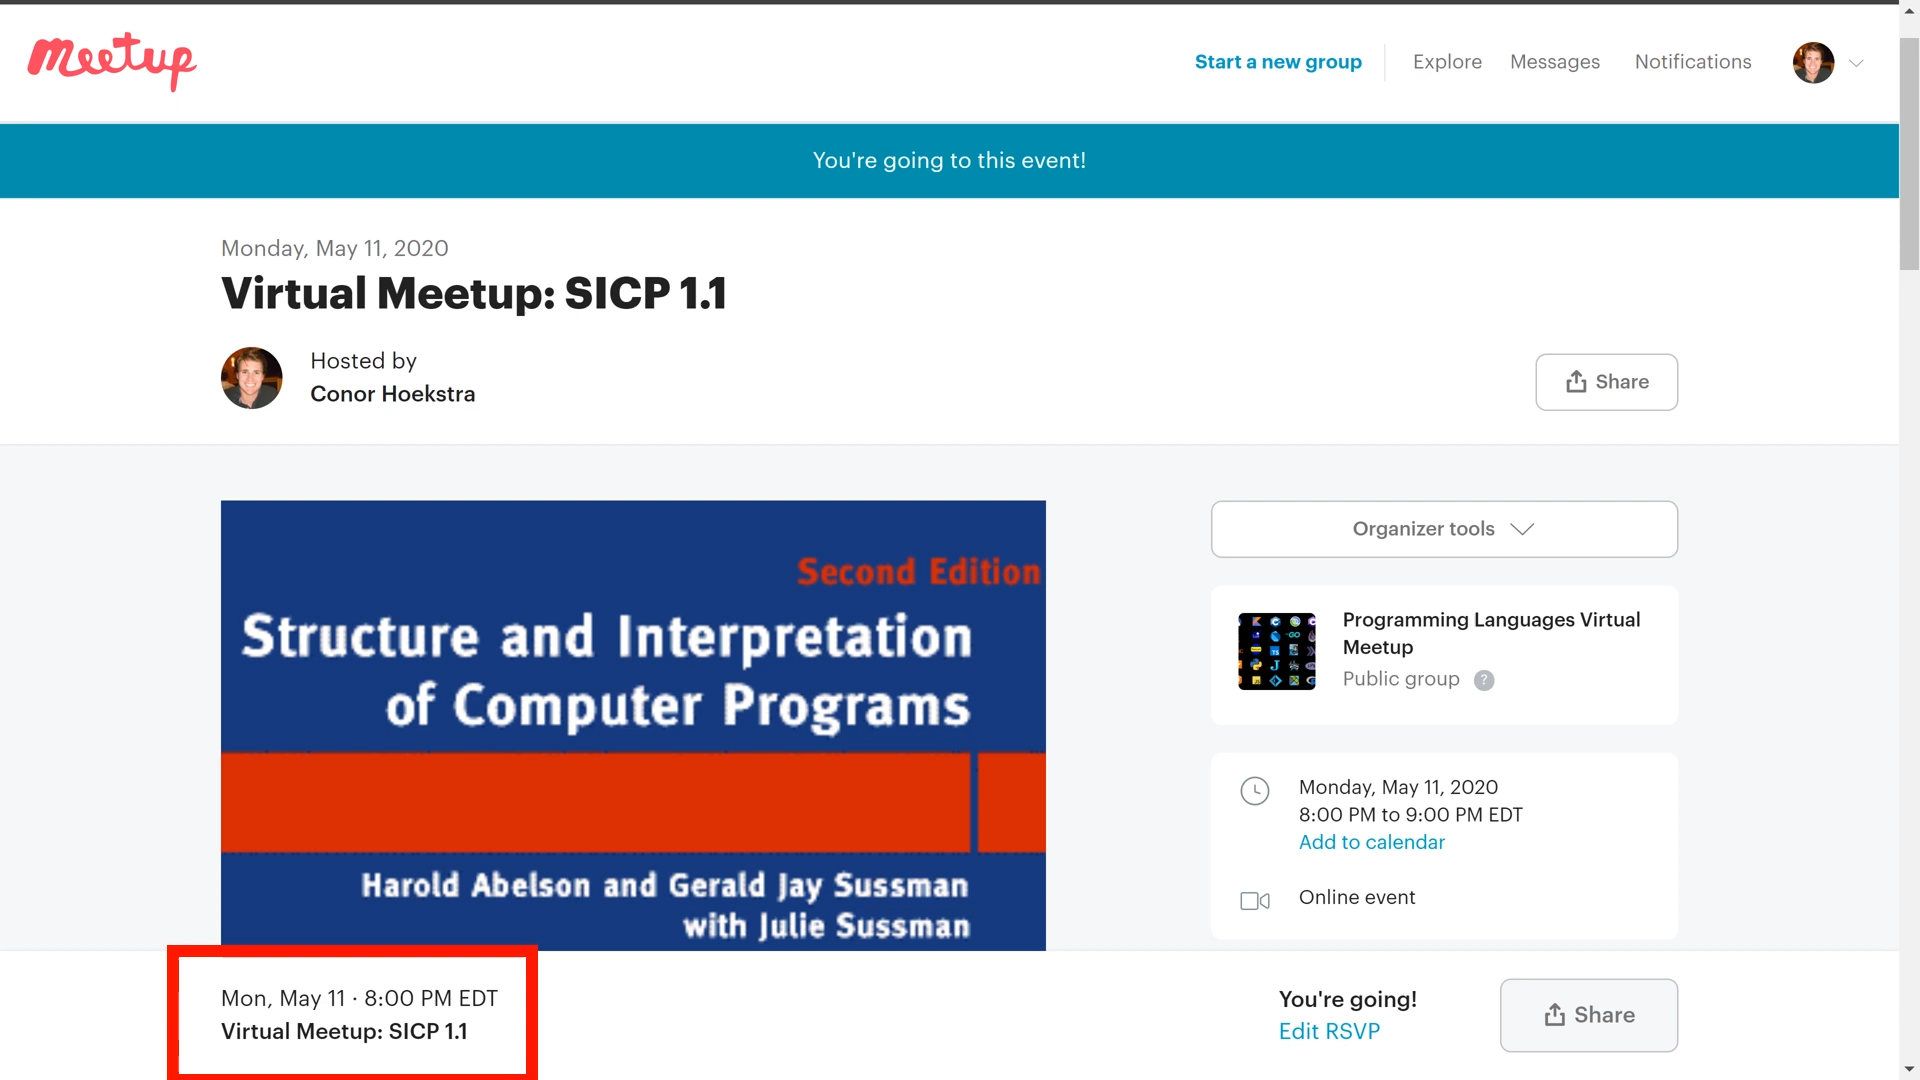 meetup
Start a new group
Explore
Messages
Notifications
You're going to this event!
Monday, May 11, 2020
Virtual Meetup: SICP 1.1
Hosted by
Conor Hoekstra
Share
Second Edition
Structure and Interpretation
of Computer Programs
Harold Abelson and Gerald Jay Sussman
with Julie Sussman
Organizer tools
Programming Languages Virtual
Meetup
Public group ?
Monday, May 11, 2020
8:00 PM to 9:00 PM EDT
Add to calendar
Online event
Mon, May 11 · 8:00 PM EDT
Virtual Meetup: SICP 1.1
You're going!
Edit RSVP
Share